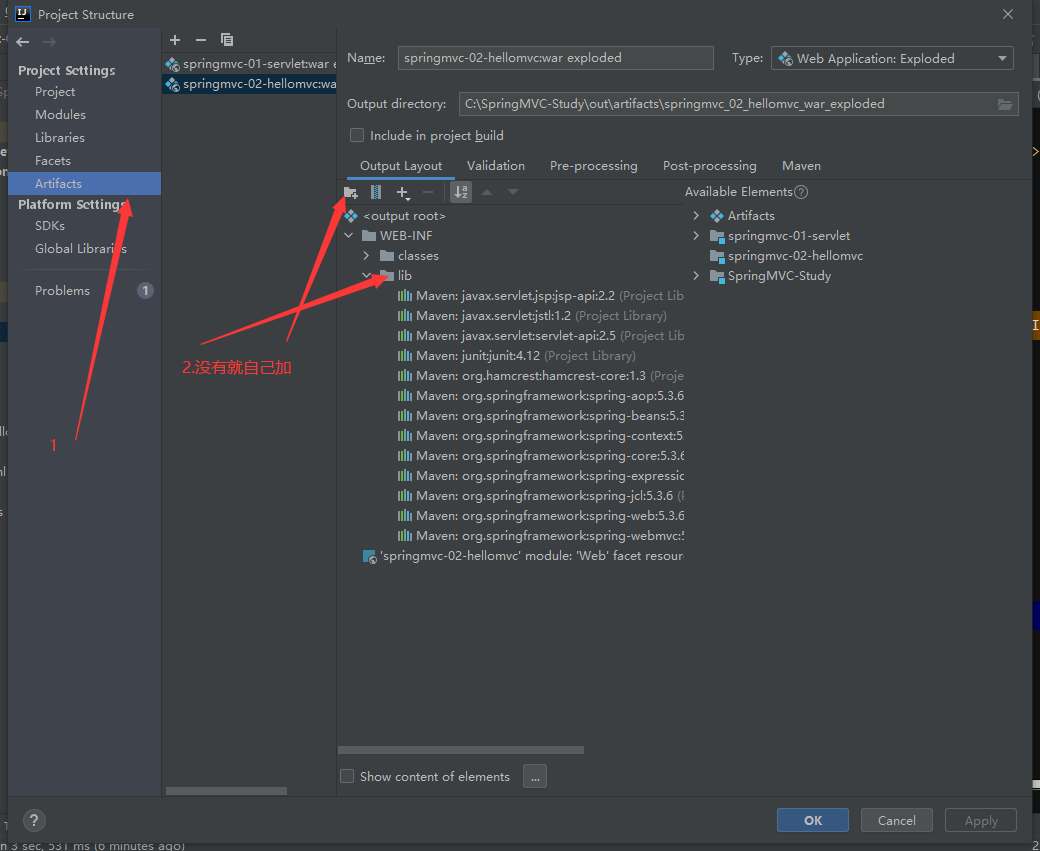 Project Structure
Project Settings
Project
Modules
Libraries
Facets
Artifacts
Platform Settings
SDKs
Global Libraries
Problems 1
springmvc-01-servlet:war e
springmvc-02-hellomvc:wa
Name: springmvc-02-hellomvc:war exploded Type: Web Application: Exploded
Output directory: C:\SpringMVC-Study\out\artifacts\springmvc_02_hellomvc_war_exploded
Include in project build
Output Layout Validation Pre-processing Post-processing Maven
Available Elements
<output root>
WEB-INF
classes
lib
Maven: javax.servlet.jsp:jsp-api:2.2 (Project Lib
Maven: javax.servlet:jstl:1.2 (Project Library)
Maven: javax.servlet:servlet-api:2.5 (Project Lib
Maven: junit:junit:4.12 (Project Library)
Maven: org.hamcrest:hamcrest-core:1.3 (Proje
Maven: org.springframework:spring-aop:5.3.6
Maven: org.springframework:spring-beans:5.3
Maven: org.springframework:spring-context:5.
Maven: org.springframework:spring-core:5.3.6
Maven: org.springframework:spring-expressic
Maven: org.springframework:spring-jcl:5.3.6 (P
Maven: org.springframework:spring-web:5.3.6
Maven: org.springframework:spring-webmvc:5
'springmvc-02-hellomvc' module: 'Web' facet resour
Artifacts
springmvc-01-servlet
springmvc-02-hellomvc
SpringMVC-Study
1
2.没有就自己加
Show content of elements ...
? OK Cancel Apply
n 3 sec, 531 ms (6 minutes ago)